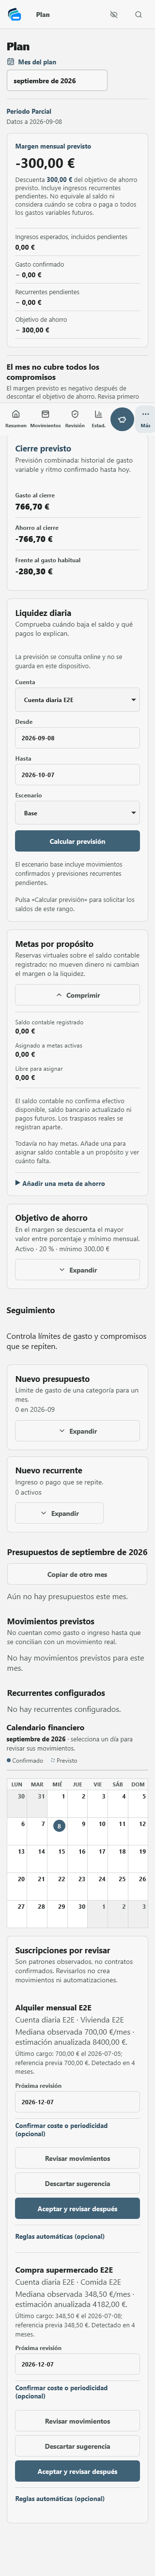 Plan
Plan
Mes del plan
septiembre de 2026
Periodo Parcial
Datos a 2026-09-08
Margen mensual previsto
-300,00 €
Descuenta 300,00 € del objetivo de ahorro
previsto. Incluye ingresos recurrentes
pendientes. No equivale al saldo ni
considera cuándo se cobra o paga o todos
los gastos variables futuros.
Ingresos esperados, incluidos pendientes
0,00 €
Gasto confirmado
− 0,00 €
Recurrentes pendientes
− 0,00 €
Objetivo de ahorro
− 300,00 €
El mes no cubre todos los
compromisos
El margen previsto es negativo después de
descontar el objetivo de ahorro. Revisa primero
Resumen
Movimientos
Revisión
Estad.
Más
Cierre previsto
Previsión combinada: historial de gasto
variable y ritmo confirmado hasta hoy.
Gasto al cierre
766,70 €
Ahorro al cierre
-766,70 €
Frente al gasto habitual
-280,30 €
Liquidez diaria
Comprueba cuándo baja el saldo y qué
pagos lo explican.
La previsión se consulta online y no se
guarda en este dispositivo.
Cuenta
Cuenta diaria E2E
Desde
2026-09-08
Hasta
2026-10-07
Escenario
Base
Calcular previsión
El escenario base incluye movimientos
confirmados y previsiones recurrentes
pendientes.
Pulsa «Calcular previsión» para solicitar los
saldos de este rango.
Metas por propósito
Reservas virtuales sobre el saldo contable
registrado; no mueven dinero ni cambian
el margen o la liquidez.
Comprimir
Saldo contable registrado
0,00 €
Asignado a metas activas
0,00 €
Libre para asignar
0,00 €
El saldo contable no confirma efectivo
disponible, saldo bancario actualizado ni
pagos futuros. Los traspasos reales se
registran aparte.
Todavía no hay metas. Añade una para
asignar saldo contable a un propósito y ver
cuánto falta.
Añadir una meta de ahorro
Objetivo de ahorro
En el margen se descuenta el mayor
valor entre porcentaje y mínimo mensual.
Activo · 20 % · mínimo 300,00 €
Expandir
Seguimiento
Controla límites de gasto y compromisos
que se repiten.
Nuevo presupuesto
Límite de gasto de una categoría para un
mes.
0 en 2026-09
Expandir
Nuevo recurrente
Ingreso o pago que se repite.
0 activos
Expandir
Presupuestos de septiembre de 2026
Copiar de otro mes
Aún no hay presupuestos este mes.
Movimientos previstos
No cuentan como gasto o ingreso hasta que
se concilian con un movimiento real.
No hay movimientos previstos para este
mes.
Recurrentes configurados
No hay recurrentes configurados.
Calendario financiero
septiembre de 2026 · selecciona un día para
revisar sus movimientos.
Confirmado Previsto
LUN MAR MIÉ JUE VIE SÁB DOM
30 31 1 2 3 4 5
6 7 8 9 10 11 12
13 14 15 16 17 18 19
20 21 22 23 24 25 26
27 28 29 30 1 2 3
Suscripciones por revisar
Son patrones observados, no contratos
confirmados. Revisarlos no crea
movimientos ni automatizaciones.
Alquiler mensual E2E
Cuenta diaria E2E · Vivienda E2E
Mediana observada 700,00 €/mes ·
estimación anualizada 8400,00 €.
Último cargo: 700,00 € el 2026-07-05;
referencia previa 700,00 €. Detectado en 4
meses.
Próxima revisión
2026-12-07
Confirmar coste o periodicidad
(opcional)
Revisar movimientos
Descartar sugerencia
Aceptar y revisar después
Reglas automáticas (opcional)
Compra supermercado E2E
Cuenta diaria E2E · Comida E2E
Mediana observada 348,50 €/mes ·
estimación anualizada 4182,00 €.
Último cargo: 348,50 € el 2026-07-08;
referencia previa 348,50 €. Detectado en 4
meses.
Próxima revisión
2026-12-07
Confirmar coste o periodicidad
(opcional)
Revisar movimientos
Descartar sugerencia
Aceptar y revisar después
Reglas automáticas (opcional)